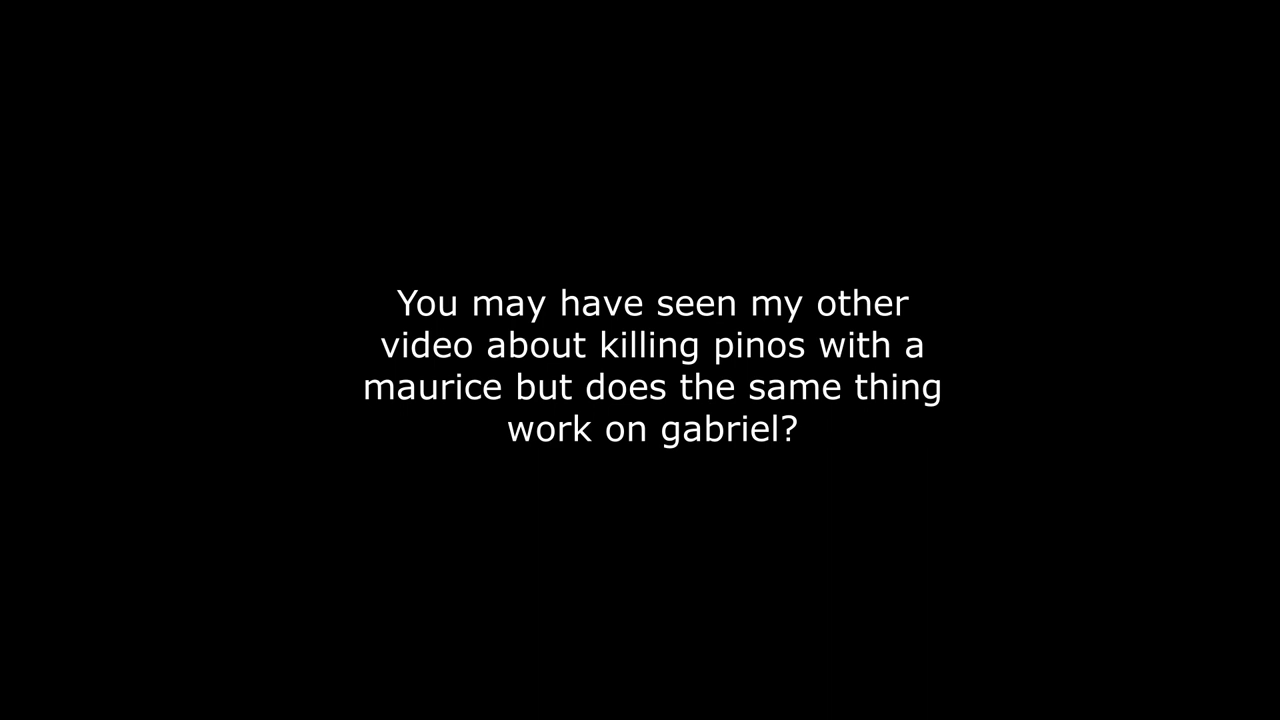 You may have seen my other
video about killing pinos with a
maurice but does the same thing
work on gabriel?